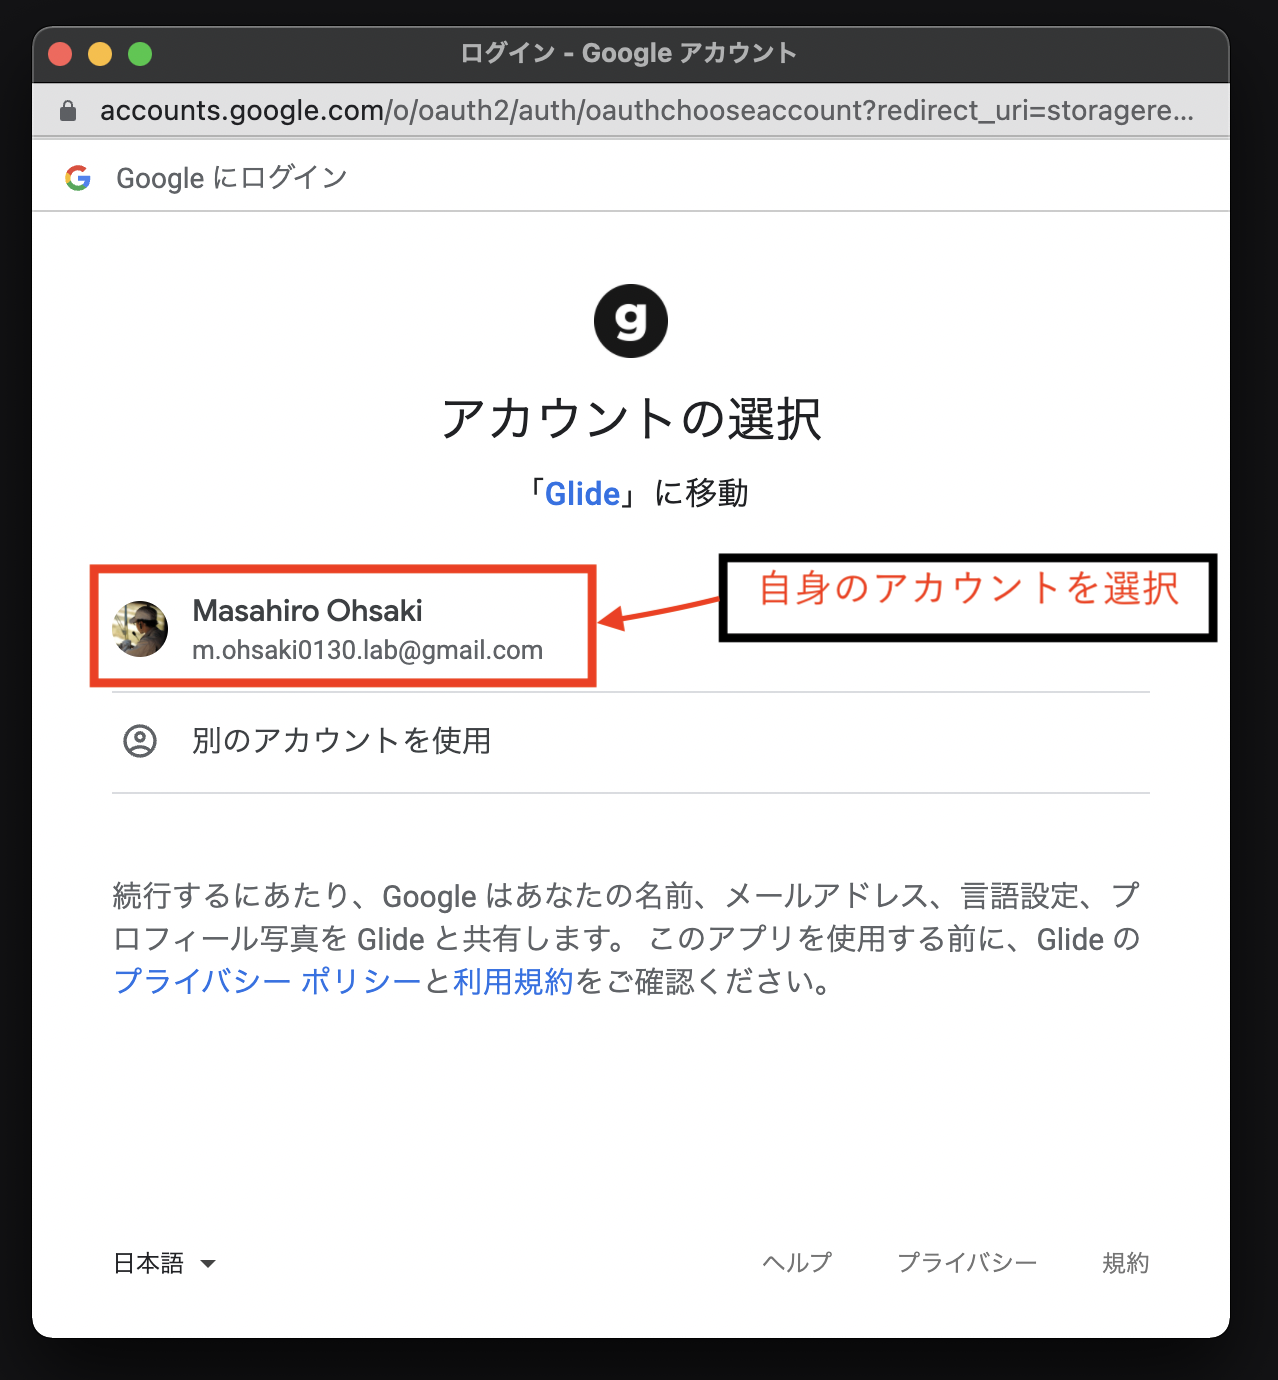 ログイン - Google アカウント
accounts.google.com/o/oauth2/auth/oauthchooseaccount?redirect_uri=storagere...
Google にログイン
g
アカウントの選択
「Glide」に移動
自身のアカウントを選択
Masahiro Ohsaki
m.ohsaki0130.lab@gmail.com
別のアカウントを使用
続行するにあたり、Google はあなたの名前、メールアドレス、言語設定、プ
ロフィール写真を Glide と共有します。 このアプリを使用する前に、Glide の
プライバシー ポリシーと利用規約をご確認ください。
日本語
ヘルプ プライバシー 規約